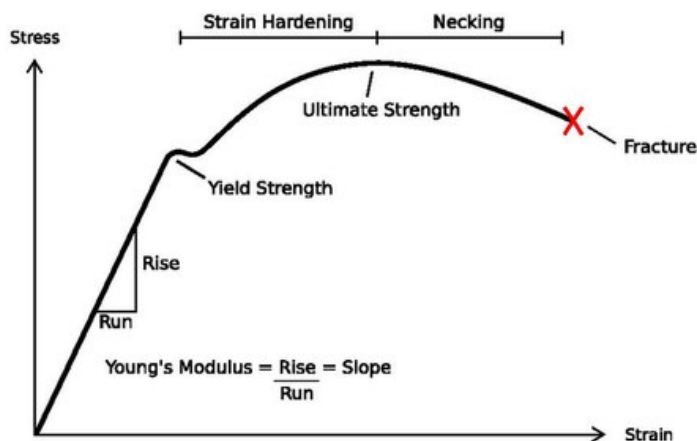 Strain Hardening
Necking
Stress
Ultimate Strength
Fracture
Yield Strength
Rise
Run
Young's Modulus = Rise = Slope
Run
Strain